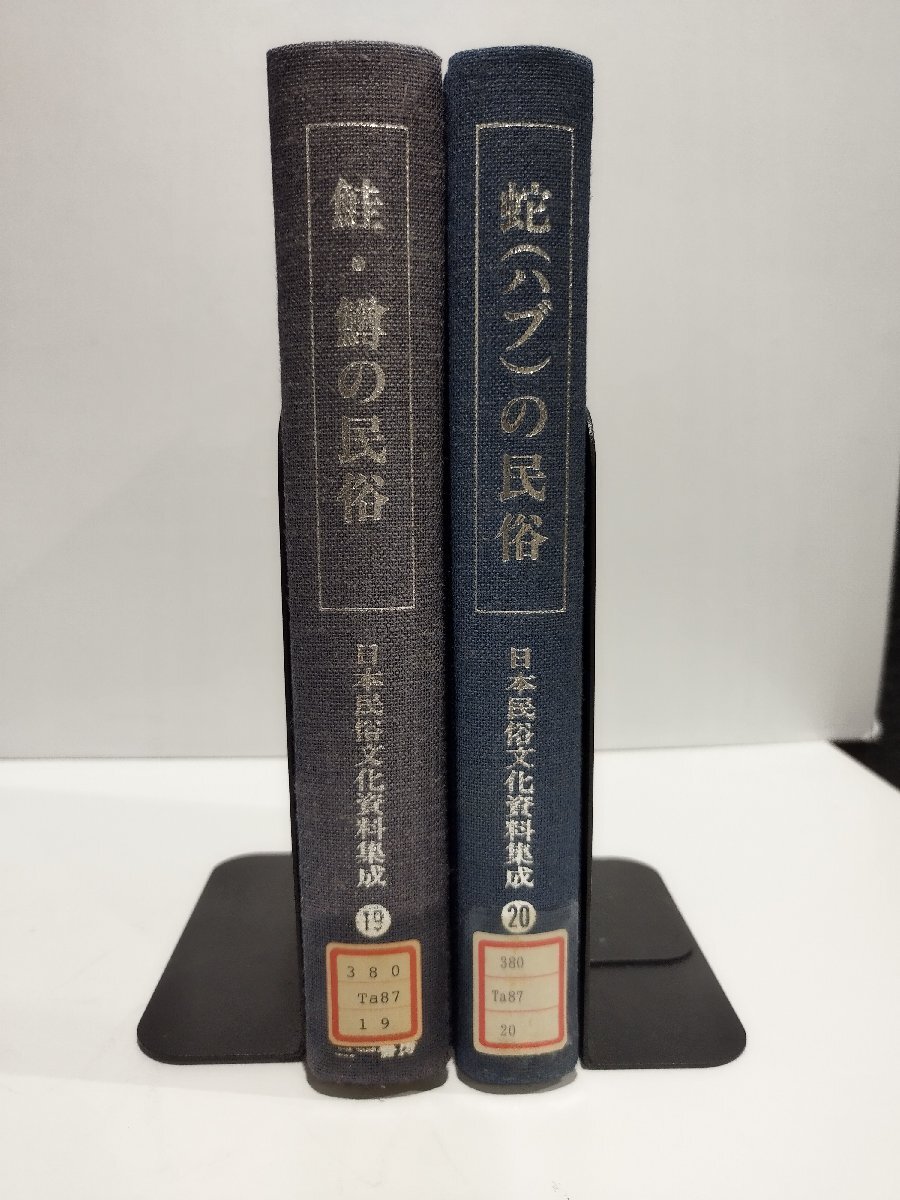 鮭・鱒の民俗
日本民俗文化資料集成
19
380
Ta87
19
蛇(ハブ)の民俗
日本民俗文化資料集成
20
380
Ta87
20